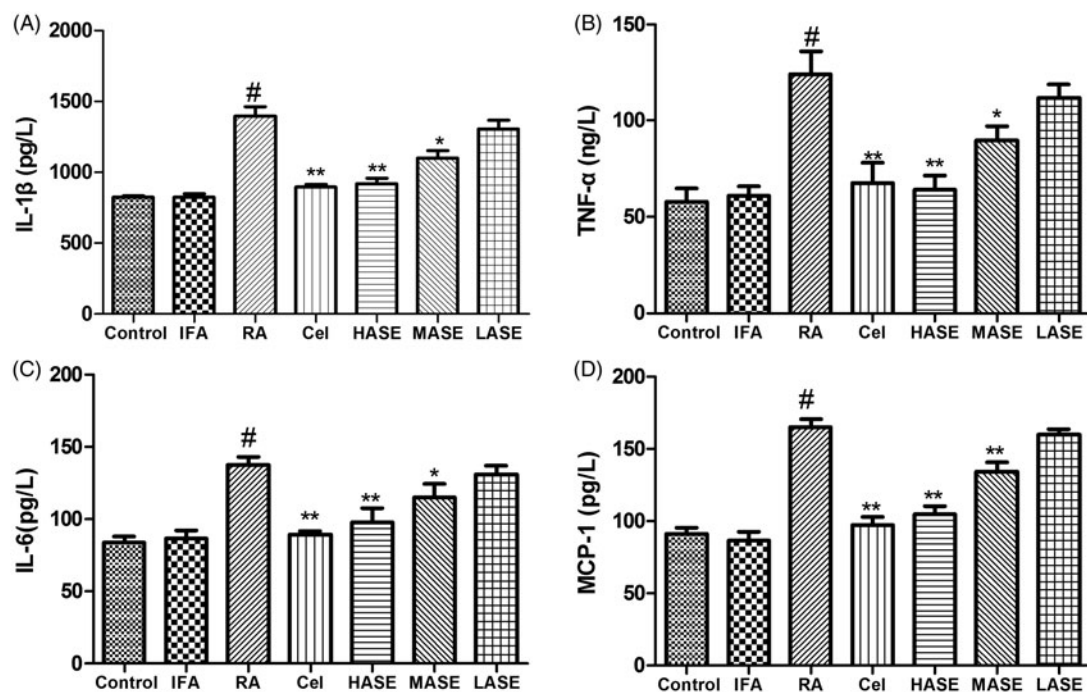 (A)
2000
1500
1000
500
0
IL-1β (pg/L)
#
**
**
*
Control IFA RA Cel HASE MASE LASE
(B)
150
100
50
0
TNF-α (ng/L)
#
**
**
*
Control IFA RA Cel HASE MASE LASE
(C)
200
150
100
50
0
IL-6(pg/L)
#
**
**
*
Control IFA RA Cel HASE MASE LASE
(D)
200
150
100
50
0
MCP-1 (pg/L)
#
**
**
**
Control IFA RA Cel HASE MASE LASE